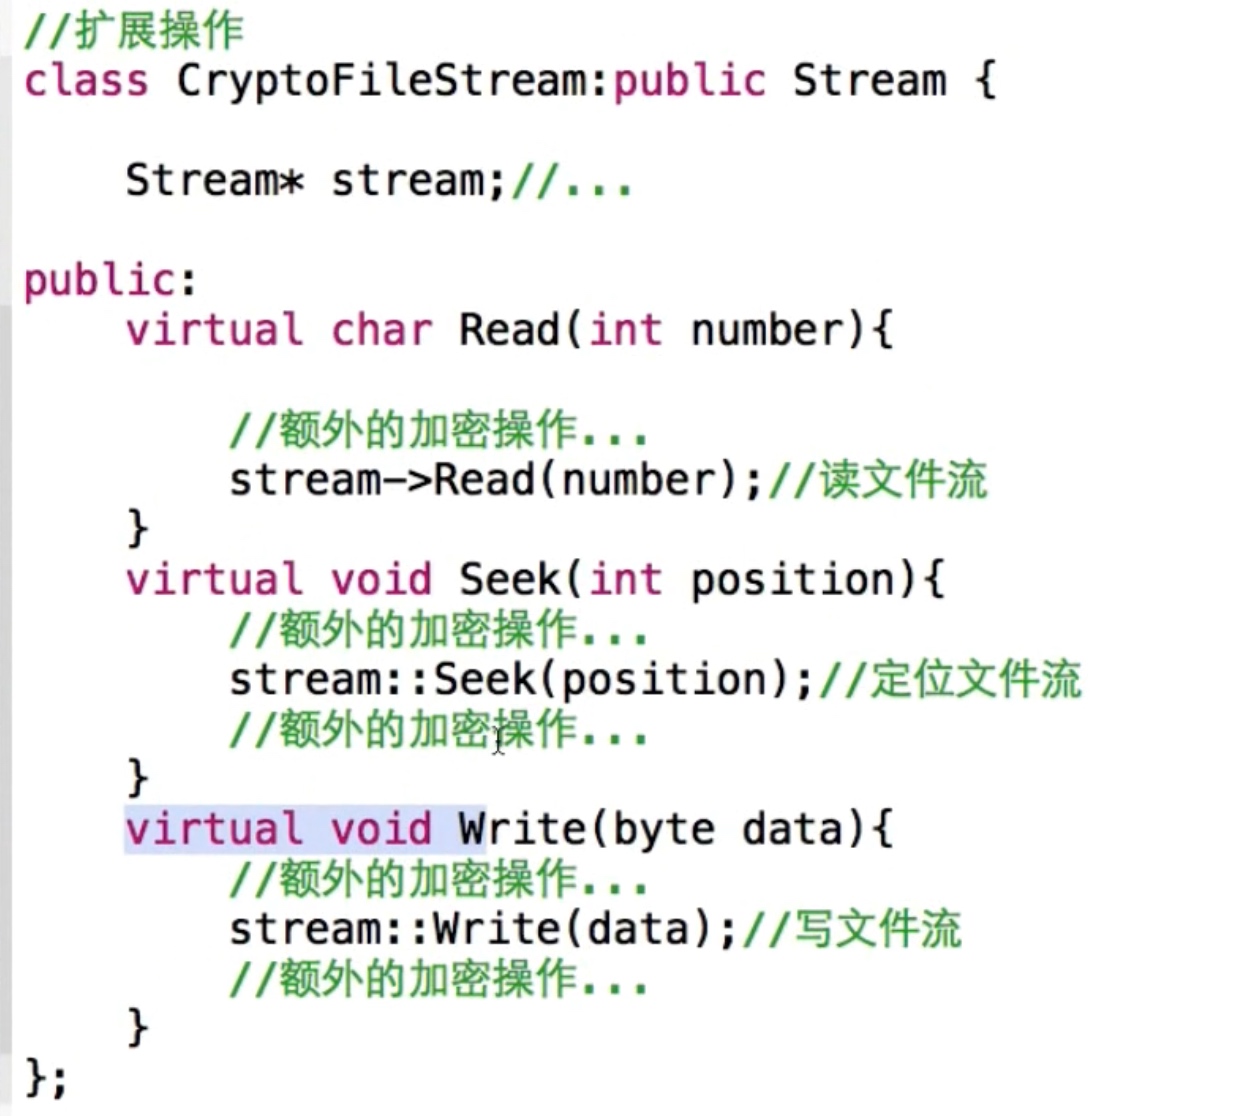 //扩展操作
class CryptoFileStream:public Stream {
Stream* stream;//...
public:
virtual char Read(int number){
//额外的加密操作...
stream->Read(number);//读文件流
}
virtual void Seek(int position){
//额外的加密操作...
stream::Seek(position);//定位文件流
//额外的加密操作...
}
virtual void Write(byte data){
//额外的加密操作...
stream::Write(data);//写文件流
//额外的加密操作...
}
};